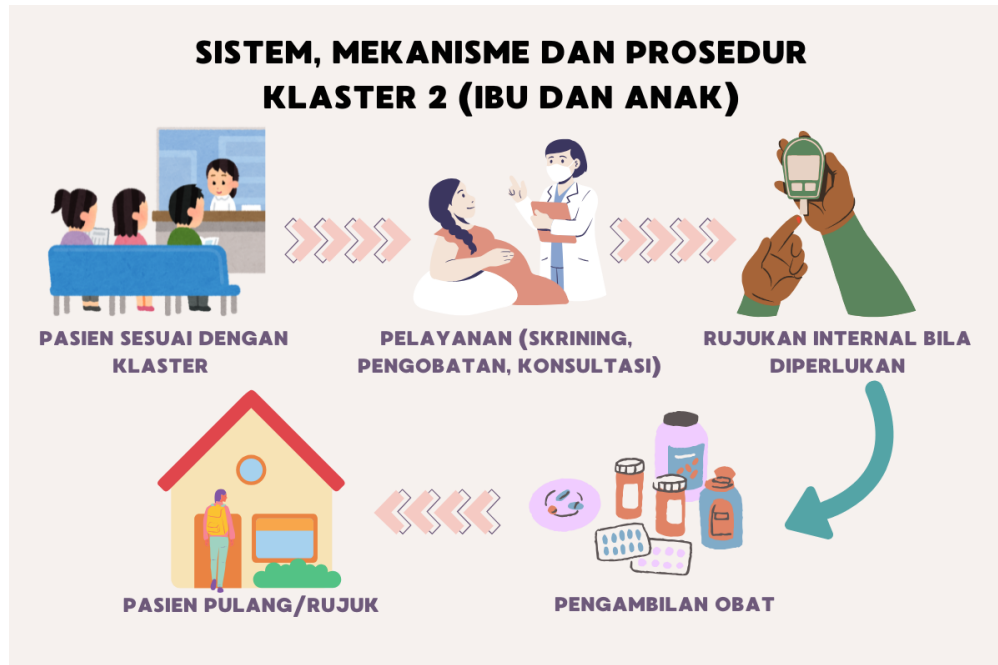 SISTEM, MEKANISME DAN PROSEDUR
KLASTER 2 (IBU DAN ANAK)
PASIEN SESUAI DENGAN
KLASTER
PELAYANAN (SKRINING,
PENGOBATAN, KONSULTASI)
RUJUKAN INTERNAL BILA
DIPERLUKAN
PASIEN PULANG/RUJUK
PENGAMBILAN OBAT